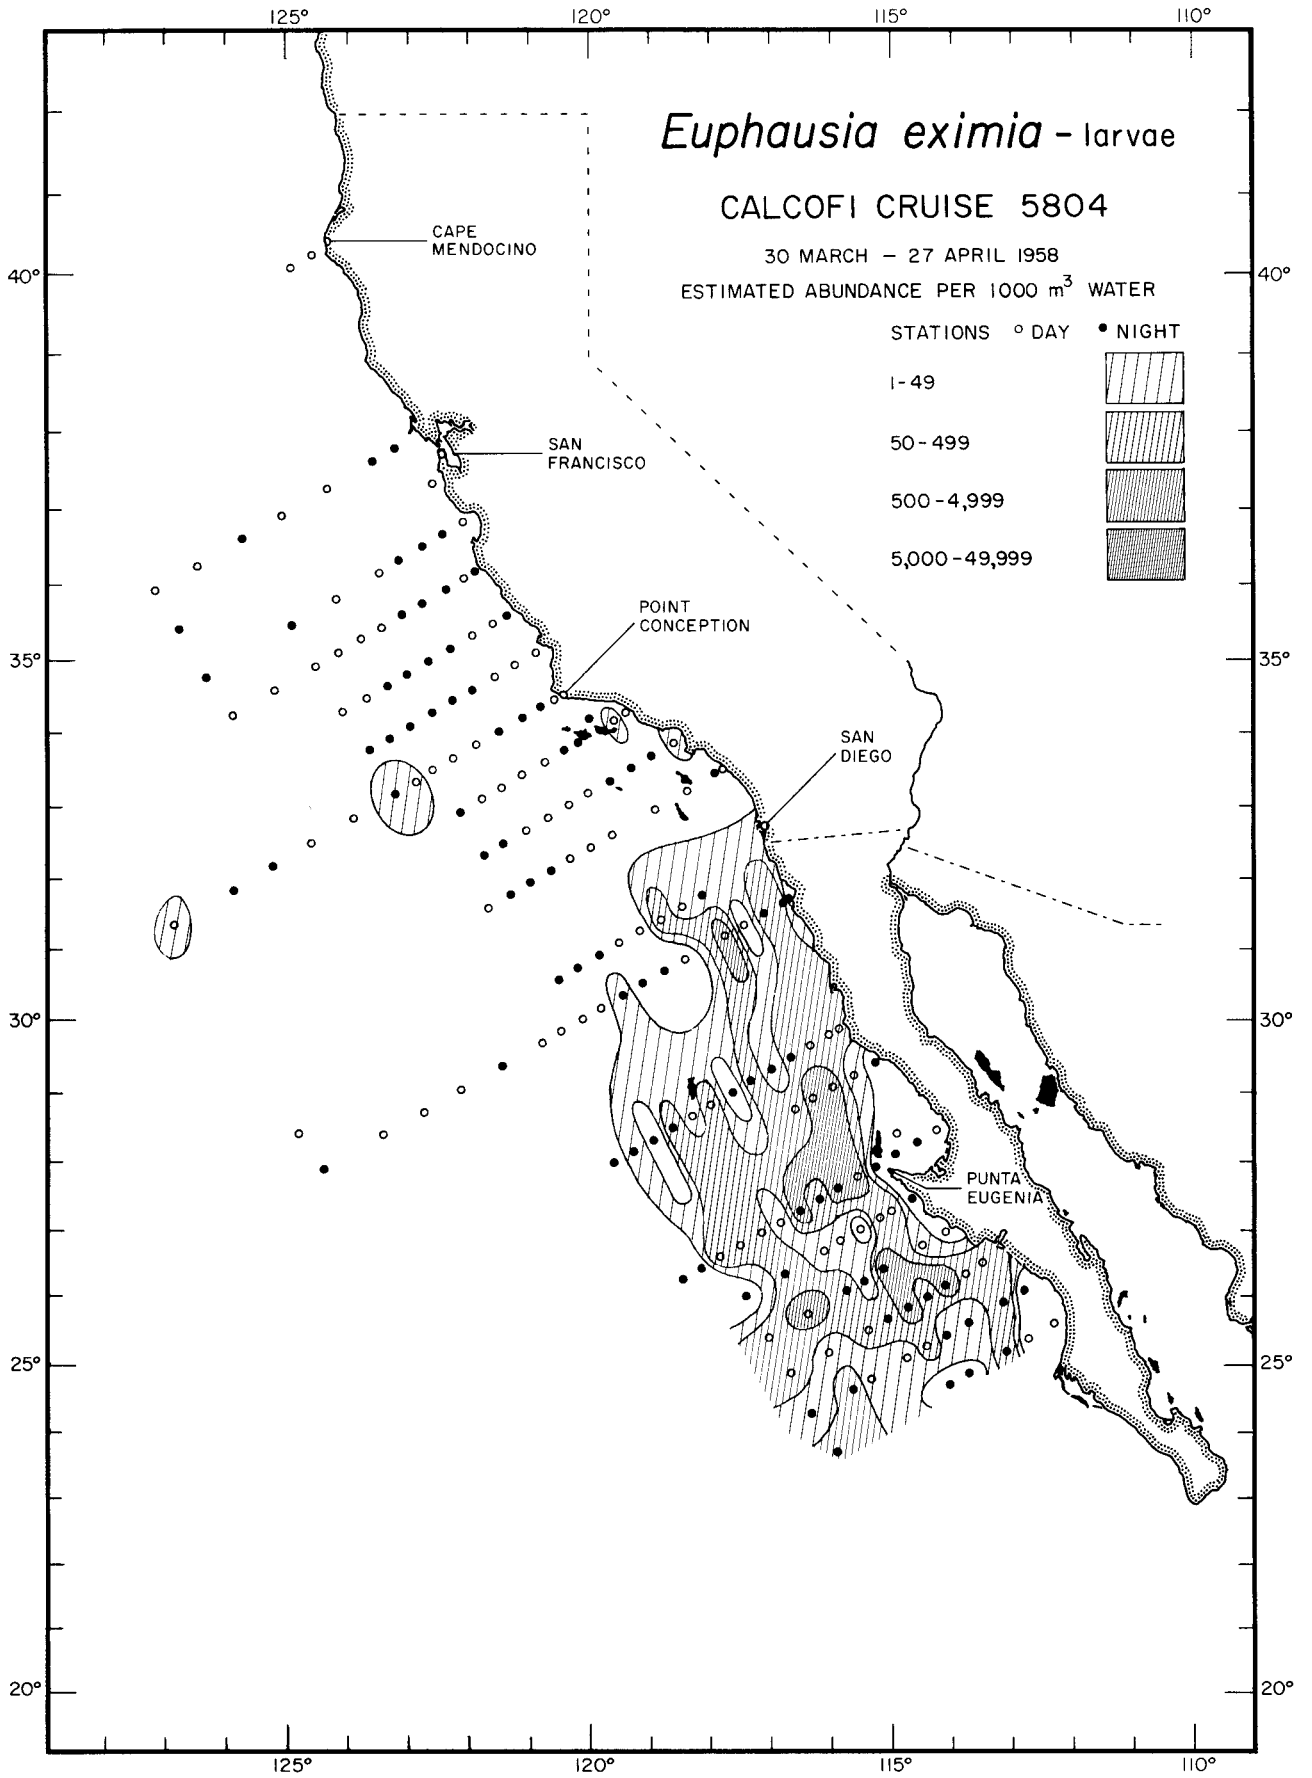 125° 120° 115° 110°
Euphausia eximia - larvae
CALCOFI CRUISE 5804
30 MARCH - 27 APRIL 1958
ESTIMATED ABUNDANCE PER 1000 m³ WATER
STATIONS ○ DAY ● NIGHT
1-49
50-499
500-4,999
5,000-49,999
CAPE
MENDOCINO
40° 40°
SAN
FRANCISCO
POINT
CONCEPTION
35° 35°
SAN
DIEGO
30° 30°
PUNTA
EUGENIA
25° 25°
20° 20°
125° 120° 115° 110°